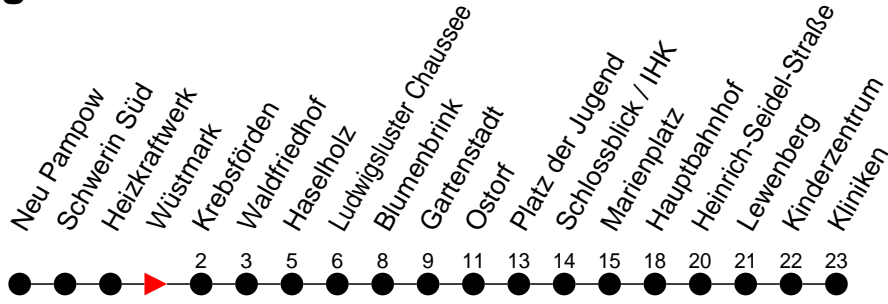 Neu Pampow
Schwerin Süd
Heizkraftwerk
Wüstmark
Krebsförden
Waldfriedhof
Haselholz
Ludwigsluster Chaussee
Blumenbrink
Gartenstadt
Ostorf
Platz der Jugend
Schlossblick / IHK
Marienplatz
Hauptbahnhof
Heinrich-Seidel-Straße
Lewenberg
Kinderzentrum
Kliniken
2 3 5 6 8 9 11 13 14 15 18 20 21 22 23